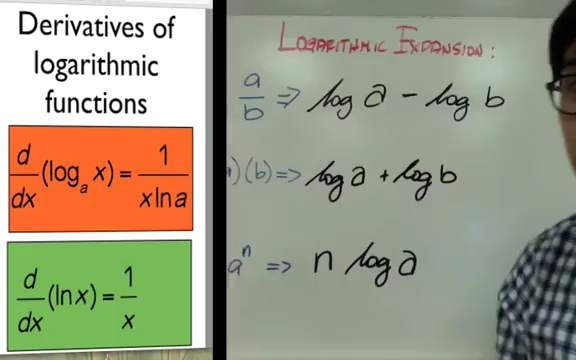 Derivatives of
logarithmic
functions
d/dx (logₐ x) = 1/(x ln a)
d/dx (ln x) = 1/x
LOGARITHMIC EXPANSION:
a/b ⇒ log a - log b
)(b) ⇒ log a + log b
aⁿ ⇒ n log a